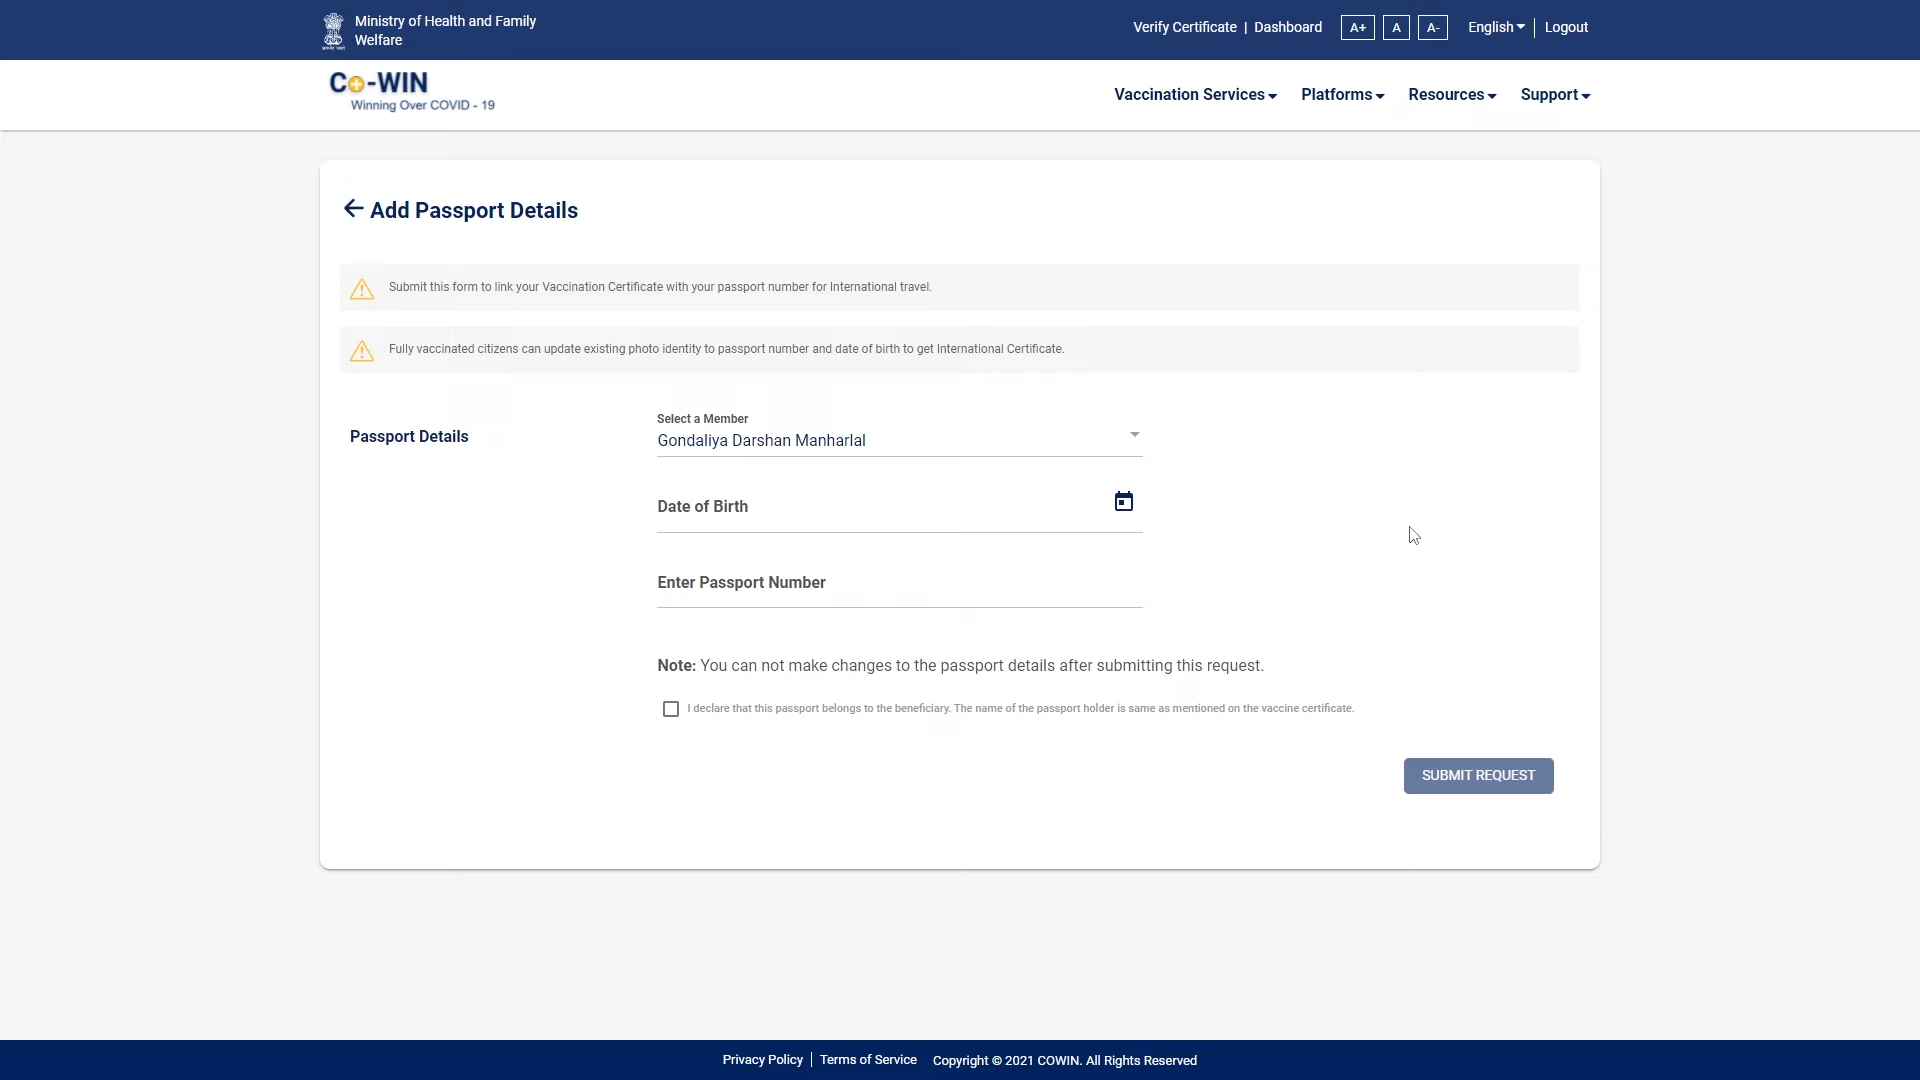 Ministry of Health and Family
Welfare
Verify Certificate | Dashboard A+ A A- English Logout
Co-WIN
Winning Over COVID - 19
Vaccination Services Platforms Resources Support
Add Passport Details
Submit this form to link your Vaccination Certificate with your passport number for International travel.
Fully vaccinated citizens can update existing photo identity to passport number and date of birth to get International Certificate.
Passport Details
Select a Member
Gondaliya Darshan Manharlal
Date of Birth
Enter Passport Number
Note: You can not make changes to the passport details after submitting this request.
I declare that this passport belongs to the beneficiary. The name of the passport holder is same as mentioned on the vaccine certificate.
SUBMIT REQUEST
Privacy Policy | Terms of Service Copyright © 2021 COWIN. All Rights Reserved